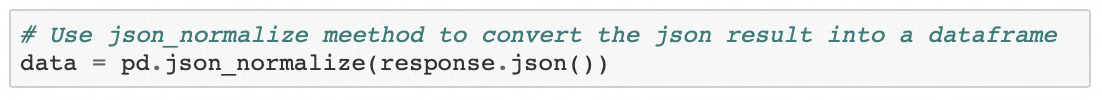 # Use json_normalize meethod to convert the json result into a dataframe
data = pd.json_normalize(response.json())